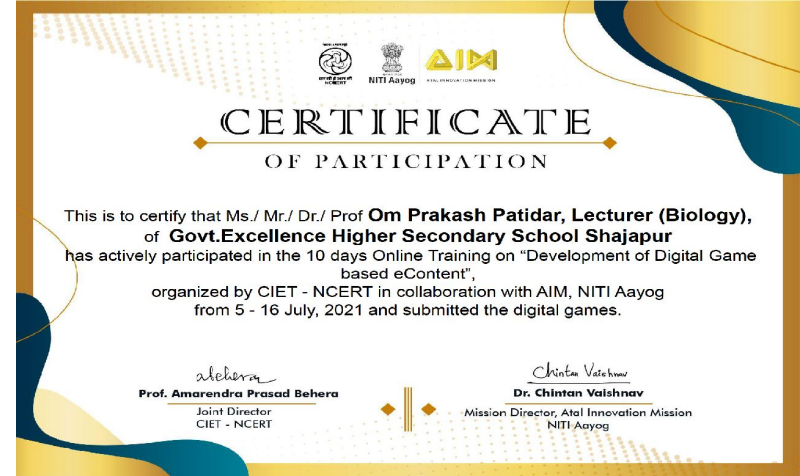 NCERT
NITI Aayog
AIM
ATAL INNOVATION MISSION
CERTIFICATE
OF PARTICIPATION
This is to certify that Ms./ Mr./ Dr./ Prof Om Prakash Patidar, Lecturer (Biology),
of Govt.Excellence Higher Secondary School Shajapur
has actively participated in the 10 days Online Training on “Development of Digital Game
based eContent”,
organized by CIET - NCERT in collaboration with AIM, NITI Aayog
from 5 - 16 July, 2021 and submitted the digital games.
Chintan Vaishnav
Prof. Amarendra Prasad Behera
Dr. Chintan Vaishnav
Joint Director
Mission Director, Atal Innovation Mission
CIET - NCERT
NITI Aayog